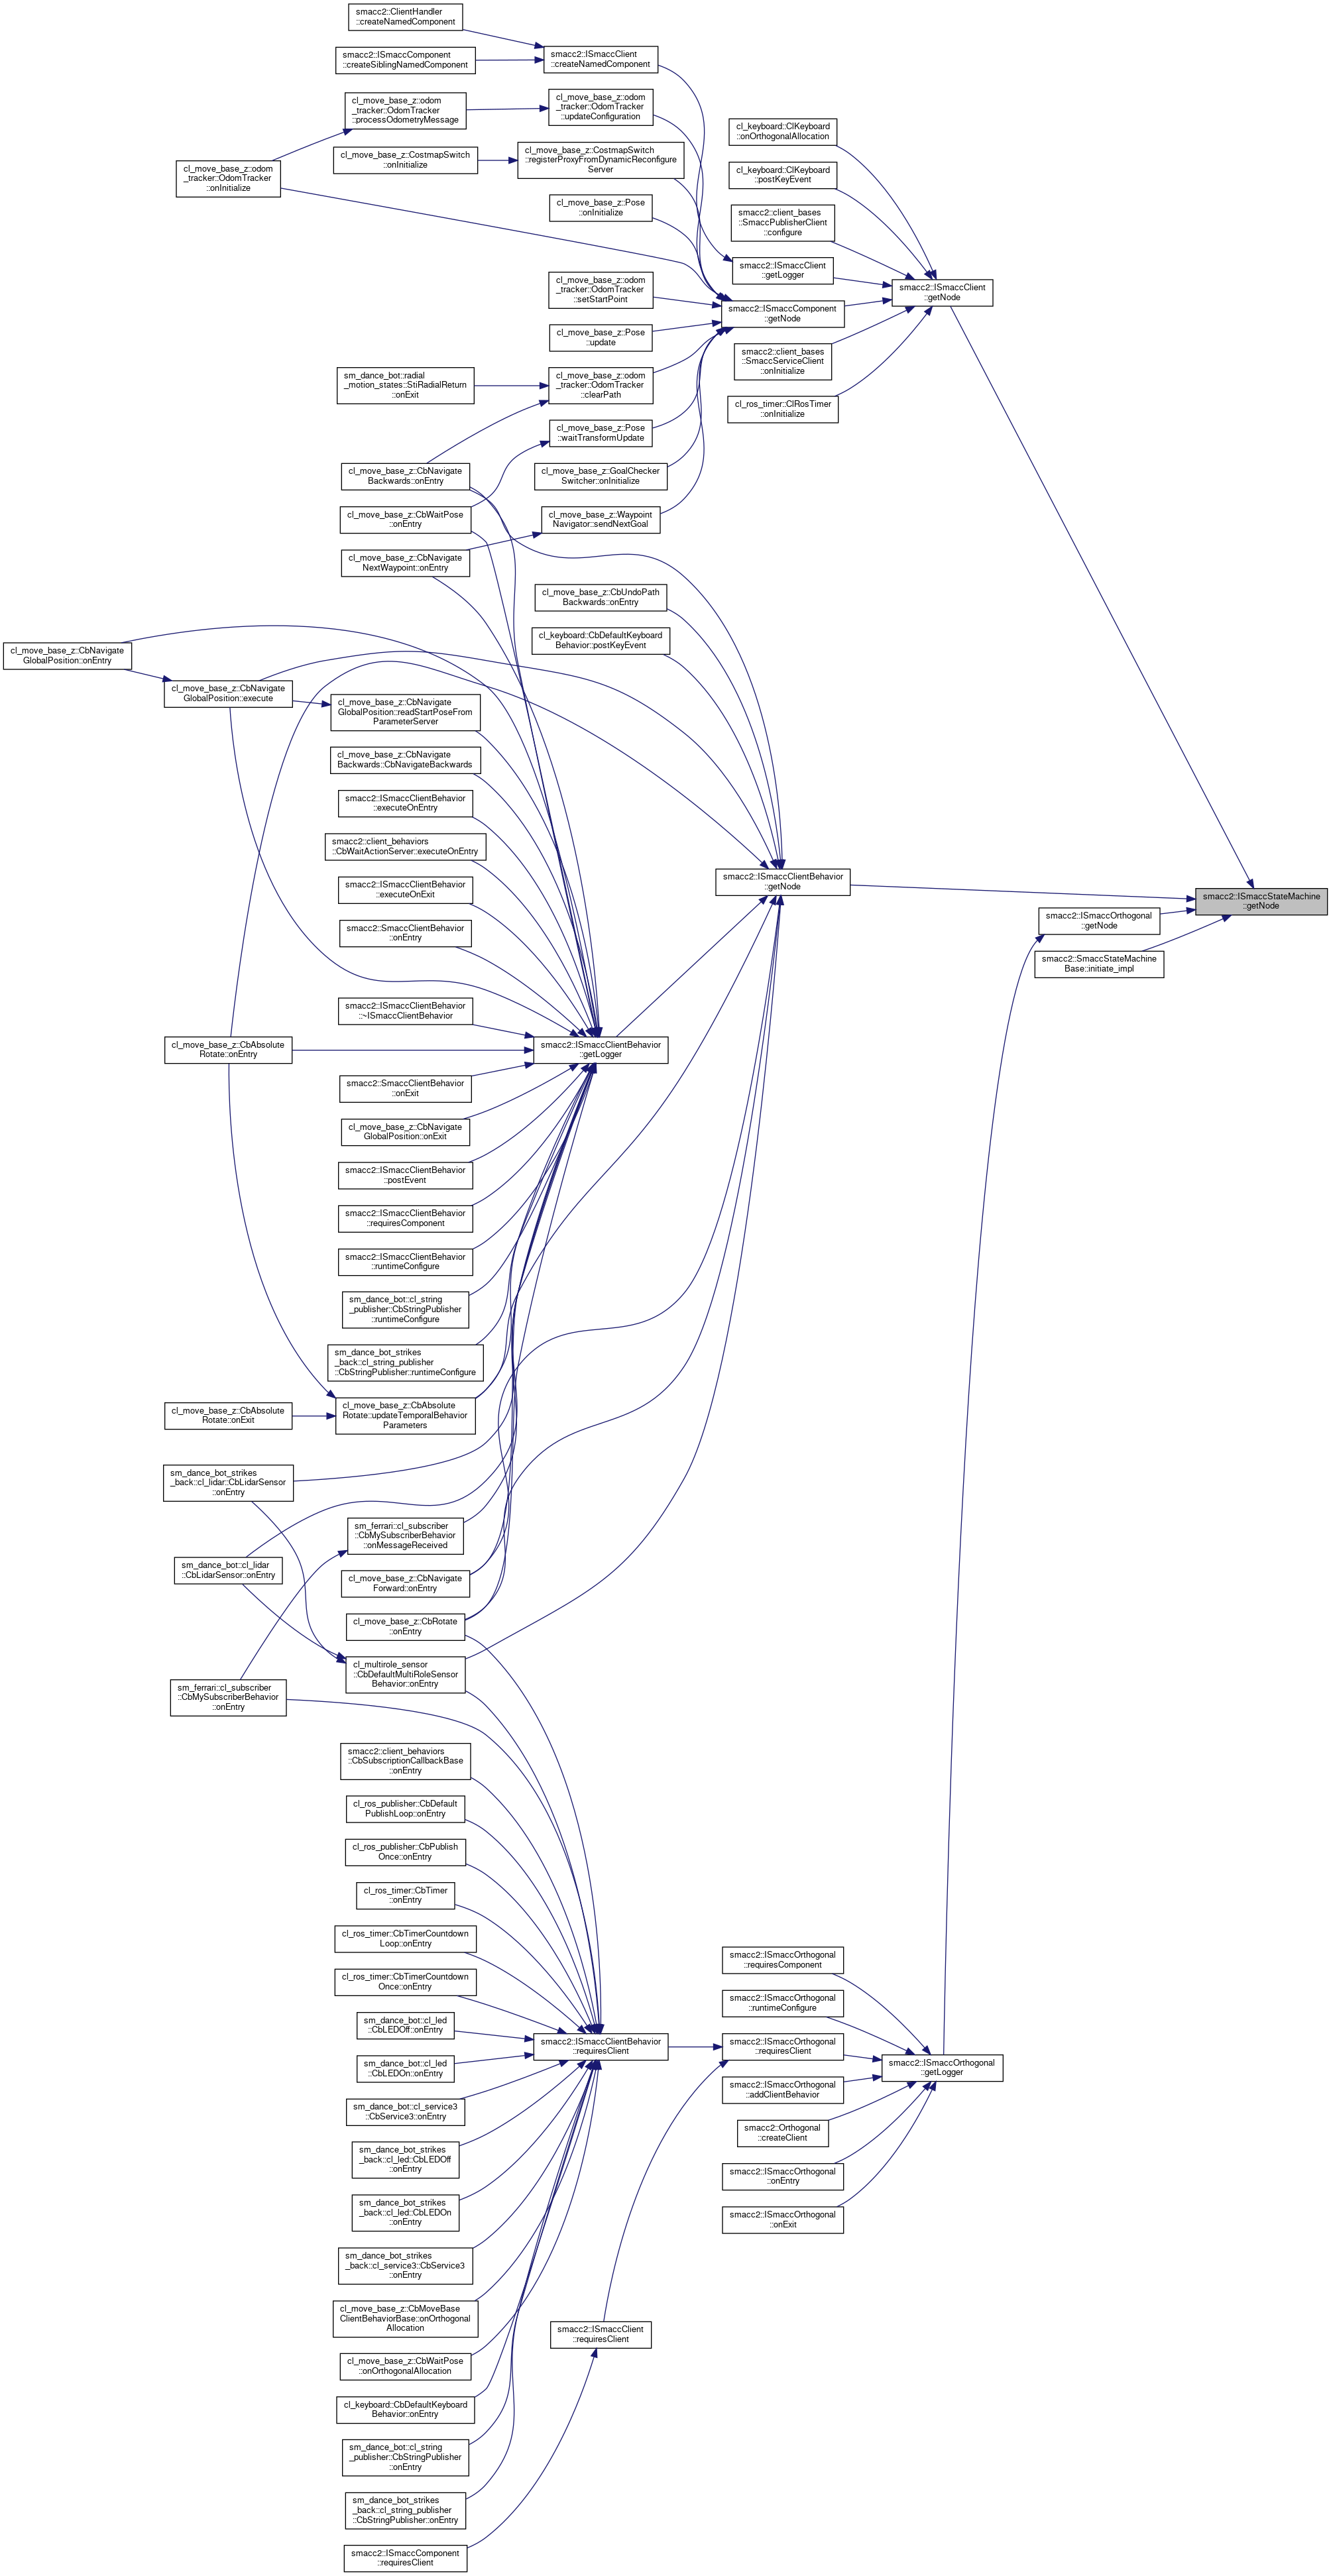 smacc2::ClientHandler
::createNamedComponent
smacc2::ISmaccComponent
::createSiblingNamedComponent
smacc2::ISmaccClient
::createNamedComponent
cl_move_base_z::odom
_tracker::OdomTracker
::processOdometryMessage
cl_move_base_z::odom
_tracker::OdomTracker
::updateConfiguration
cl_move_base_z::CostmapSwitch
::onInitialize
cl_move_base_z::CostmapSwitch
::registerProxyFromDynamicReconfigure
Server
cl_move_base_z::odom
_tracker::OdomTracker
::onInitialize
cl_move_base_z::Pose
::onInitialize
cl_keyboard::ClKeyboard
::onOrthogonalAllocation
cl_keyboard::ClKeyboard
::postKeyEvent
smacc2::client_bases
::SmaccPublisherClient
::configure
smacc2::ISmaccClient
::getLogger
smacc2::ISmaccClient
::getNode
cl_move_base_z::odom
_tracker::OdomTracker
::setStartPoint
smacc2::ISmaccComponent
::getNode
cl_move_base_z::Pose
::update
smacc2::client_bases
::SmaccServiceClient
::onInitialize
sm_dance_bot::radial
_motion_states::StiRadialReturn
::onExit
cl_move_base_z::odom
_tracker::OdomTracker
::clearPath
cl_ros_timer::ClRosTimer
::onInitialize
cl_move_base_z::Pose
::waitTransformUpdate
cl_move_base_z::CbNavigate
Backwards::onEntry
cl_move_base_z::GoalChecker
Switcher::onInitialize
cl_move_base_z::CbWaitPose
::onEntry
cl_move_base_z::Waypoint
Navigator::sendNextGoal
cl_move_base_z::CbNavigate
NextWaypoint::onEntry
cl_move_base_z::CbUndoPath
Backwards::onEntry
cl_keyboard::CbDefaultKeyboard
Behavior::postKeyEvent
cl_move_base_z::CbNavigate
GlobalPosition::onEntry
cl_move_base_z::CbNavigate
GlobalPosition::execute
cl_move_base_z::CbNavigate
GlobalPosition::readStartPoseFrom
ParameterServer
cl_move_base_z::CbNavigate
Backwards::CbNavigateBackwards
smacc2::ISmaccClientBehavior
::executeOnEntry
smacc2::client_behaviors
::CbWaitActionServer::executeOnEntry
smacc2::ISmaccClientBehavior
::executeOnExit
smacc2::SmaccClientBehavior
::onEntry
smacc2::ISmaccClientBehavior
::getNode
smacc2::ISmaccStateMachine
::getNode
smacc2::ISmaccOrthogonal
::getNode
smacc2::SmaccStateMachine
Base::initiate_impl
smacc2::ISmaccClientBehavior
::~ISmaccClientBehavior
cl_move_base_z::CbAbsolute
Rotate::onEntry
smacc2::ISmaccClientBehavior
::getLogger
smacc2::SmaccClientBehavior
::onExit
cl_move_base_z::CbNavigate
GlobalPosition::onExit
smacc2::ISmaccClientBehavior
::postEvent
smacc2::ISmaccClientBehavior
::requiresComponent
smacc2::ISmaccClientBehavior
::runtimeConfigure
sm_dance_bot::cl_string
_publisher::CbStringPublisher
::runtimeConfigure
sm_dance_bot_strikes
_back::cl_string_publisher
::CbStringPublisher::runtimeConfigure
cl_move_base_z::CbAbsolute
Rotate::onExit
cl_move_base_z::CbAbsolute
Rotate::updateTemporalBehavior
Parameters
sm_dance_bot_strikes
_back::cl_lidar::CbLidarSensor
::onEntry
sm_ferrari::cl_subscriber
::CbMySubscriberBehavior
::onMessageReceived
sm_dance_bot::cl_lidar
::CbLidarSensor::onEntry
cl_move_base_z::CbNavigate
Forward::onEntry
cl_move_base_z::CbRotate
::onEntry
cl_multirole_sensor
::CbDefaultMultiRoleSensor
Behavior::onEntry
sm_ferrari::cl_subscriber
::CbMySubscriberBehavior
::onEntry
smacc2::client_behaviors
::CbSubscriptionCallbackBase
::onEntry
cl_ros_publisher::CbDefault
PublishLoop::onEntry
cl_ros_publisher::CbPublish
Once::onEntry
cl_ros_timer::CbTimer
::onEntry
cl_ros_timer::CbTimerCountdown
Loop::onEntry
cl_ros_timer::CbTimerCountdown
Once::onEntry
sm_dance_bot::cl_led
::CbLEDOff::onEntry
sm_dance_bot::cl_led
::CbLEDOn::onEntry
smacc2::ISmaccClientBehavior
::requiresClient
smacc2::ISmaccOrthogonal
::requiresComponent
smacc2::ISmaccOrthogonal
::runtimeConfigure
smacc2::ISmaccOrthogonal
::requiresClient
smacc2::ISmaccOrthogonal
::addClientBehavior
smacc2::ISmaccOrthogonal
::getLogger
smacc2::Orthogonal
::createClient
smacc2::ISmaccOrthogonal
::onEntry
smacc2::ISmaccOrthogonal
::onExit
sm_dance_bot::cl_service3
::CbService3::onEntry
sm_dance_bot_strikes
_back::cl_led::CbLEDOff
::onEntry
sm_dance_bot_strikes
_back::cl_led::CbLEDOn
::onEntry
sm_dance_bot_strikes
_back::cl_service3::CbService3
::onEntry
cl_move_base_z::CbMoveBase
ClientBehaviorBase::onOrthogonal
Allocation
smacc2::ISmaccClient
::requiresClient
cl_move_base_z::CbWaitPose
::onOrthogonalAllocation
cl_keyboard::CbDefaultKeyboard
Behavior::onEntry
sm_dance_bot::cl_string
_publisher::CbStringPublisher
::onEntry
sm_dance_bot_strikes
_back::cl_string_publisher
::CbStringPublisher::onEntry
smacc2::ISmaccComponent
::requiresClient